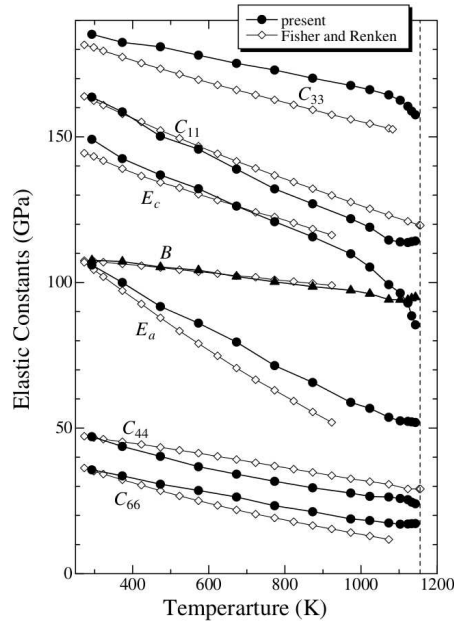 present
Fisher and Renken
C33
C11
Ec
B
Ea
C44
C66
150
100
50
0
400 600 800 1000 1200
Elastic Constants (GPa)
Temperarture (K)